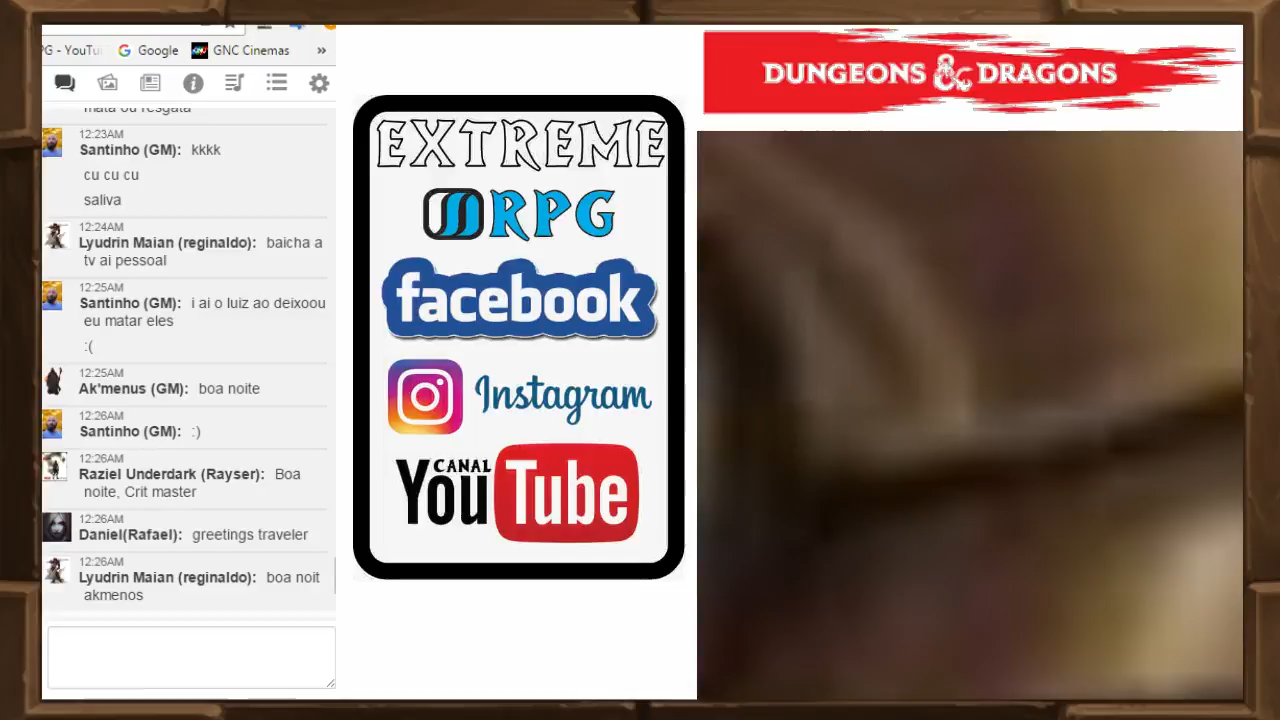 Google
GNC Cinemas
»
mata ou resgata
12:23AM
Santinho (GM): kkkk
cu cu cu
saliva
12:24AM
Lyudrin Maian (reginaldo): baicha a
tv ai pessoal
12:25AM
Santinho (GM): i ai o luiz ao deixoou
eu matar eles
:(
12:25AM
Ak'menus (GM): boa noite
12:26AM
Santinho (GM): :)
12:26AM
Raziel Underdark (Rayser): Boa
noite, Crit master
12:26AM
Daniel(Rafael): greetings traveler
12:26AM
Lyudrin Maian (reginaldo): boa noit
akmenos
EXTREME
RPG
facebook
Instagram
CANAL
YouTube
DUNGEONS & DRAGONS